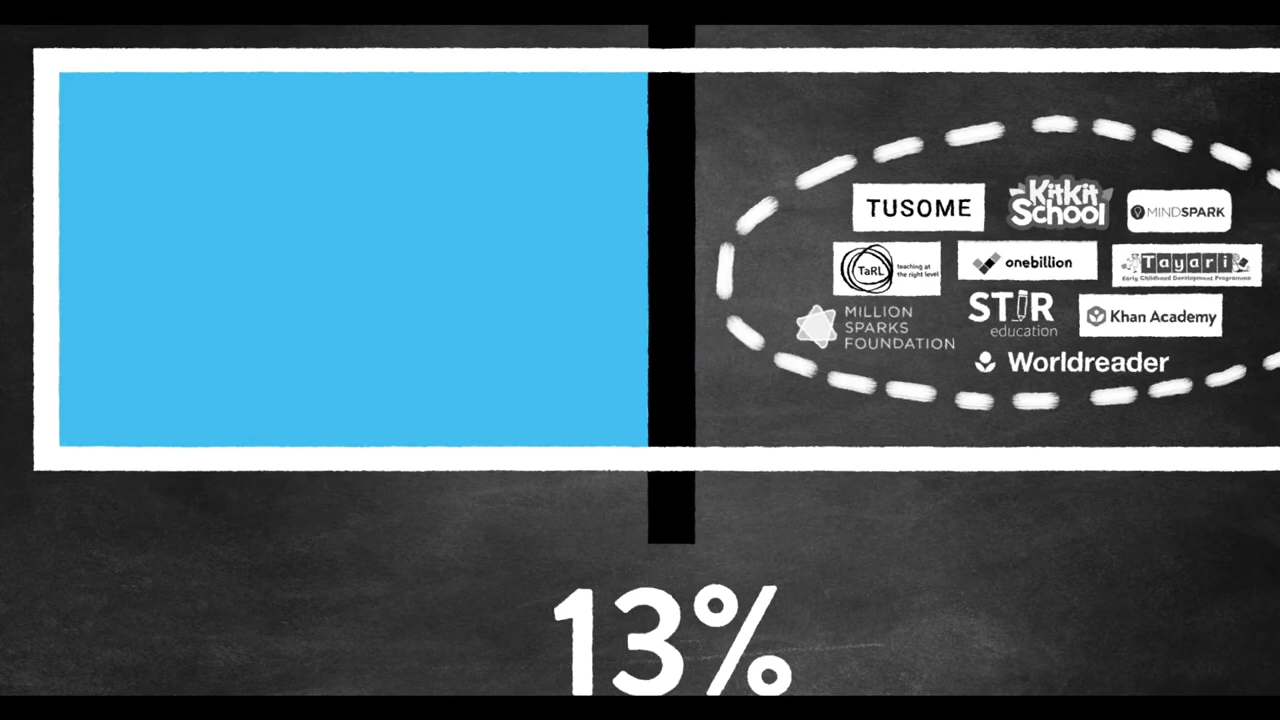 TUSOME
KitKit
School
MINDSPARK
TaRL
teaching at
the right level
onebillion
Tayari
Early Childhood Development Programme
MILLION
SPARKS
FOUNDATION
STIR
education
Khan Academy
Worldreader
13%